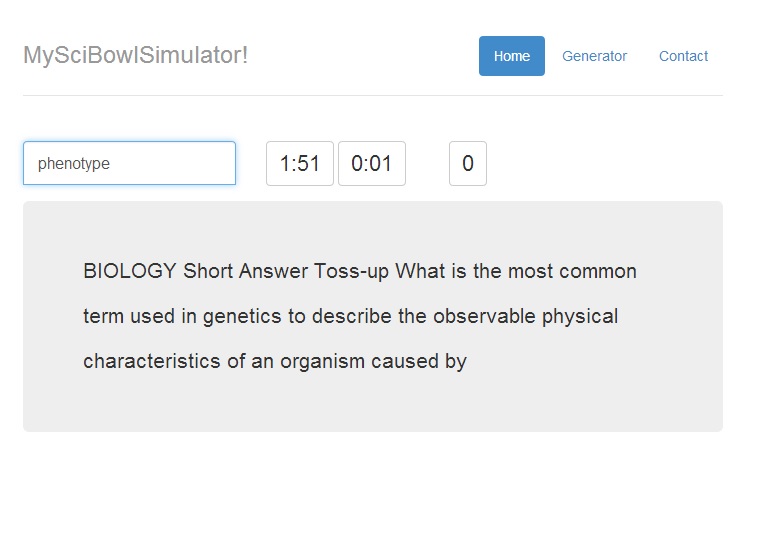 MySciBowlSimulator!
Home Generator Contact
phenotype 1:51 0:01 0
BIOLOGY Short Answer Toss-up What is the most common
term used in genetics to describe the observable physical
characteristics of an organism caused by